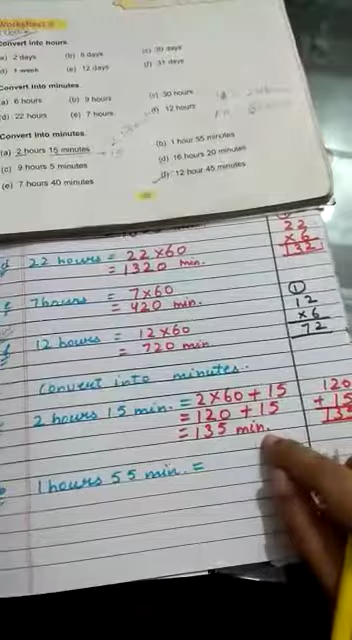 Worksheet
Convert into hours.
(a) 2 days (b) 6 days (c) 30 days
(d) 1 week (e) 12 days (f) 31 days
Convert into minutes.
(a) 6 hours (b) 9 hours (c) 30 hours
(d) 22 hours (e) 7 hours (f) 12 hours
Convert into minutes.
(a) 2 hours 15 minutes (b) 1 hour 55 minutes
(c) 9 hours 5 minutes (d) 16 hours 20 minutes
(e) 7 hours 40 minutes (f) 12 hour 45 minutes
22 hours = 22 x 60
= 1320 min.
22
x 6
132
7 hours = 7 x 60
= 420 min.
12 hours = 12 x 60
= 720 min
1
12
x 6
72
Convert into minutes.
2 hours 15 min. = 2 x 60 + 15
= 120 + 15
= 135 min.
120
+ 15
1 hours 55 min. =